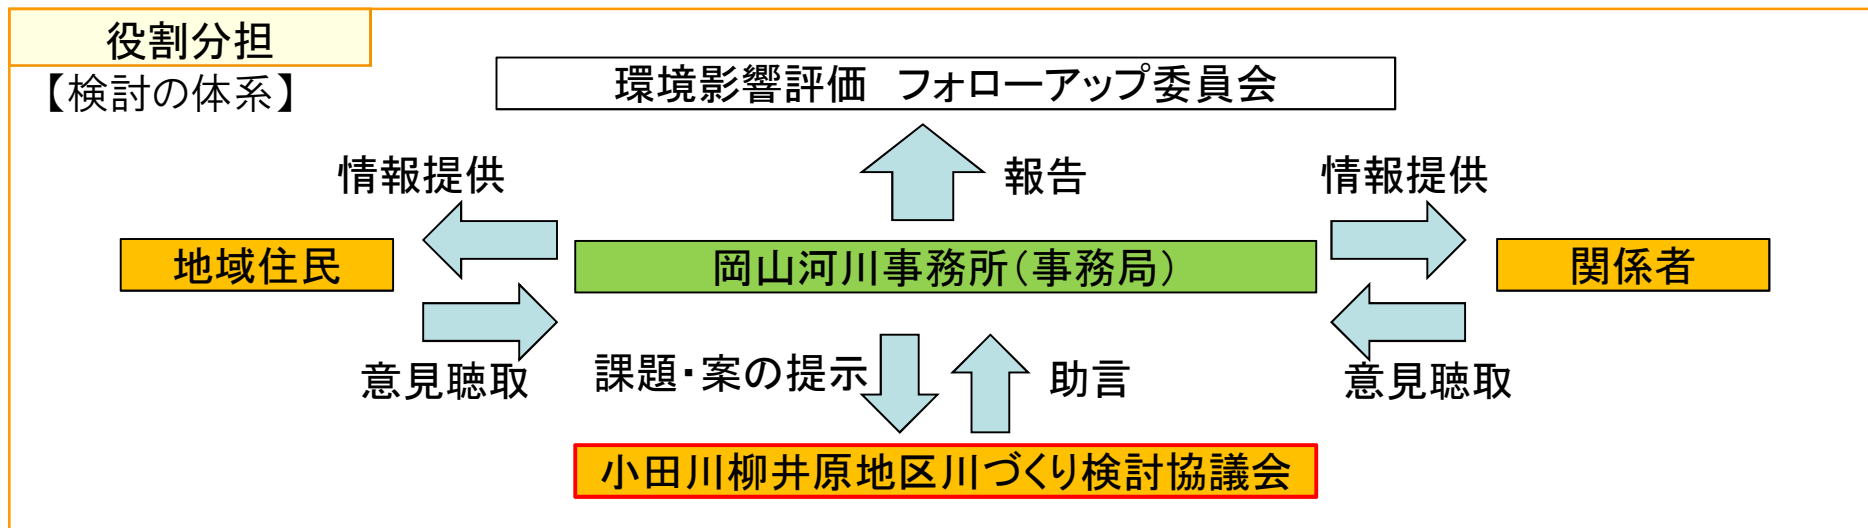 役割分担
【検討の体系】
環境影響評価　フォローアップ委員会
情報提供
報告
情報提供
地域住民
岡山河川事務所(事務局)
関係者
意見聴取
課題・案の提示
助言
意見聴取
小田川柳井原地区川づくり検討協議会